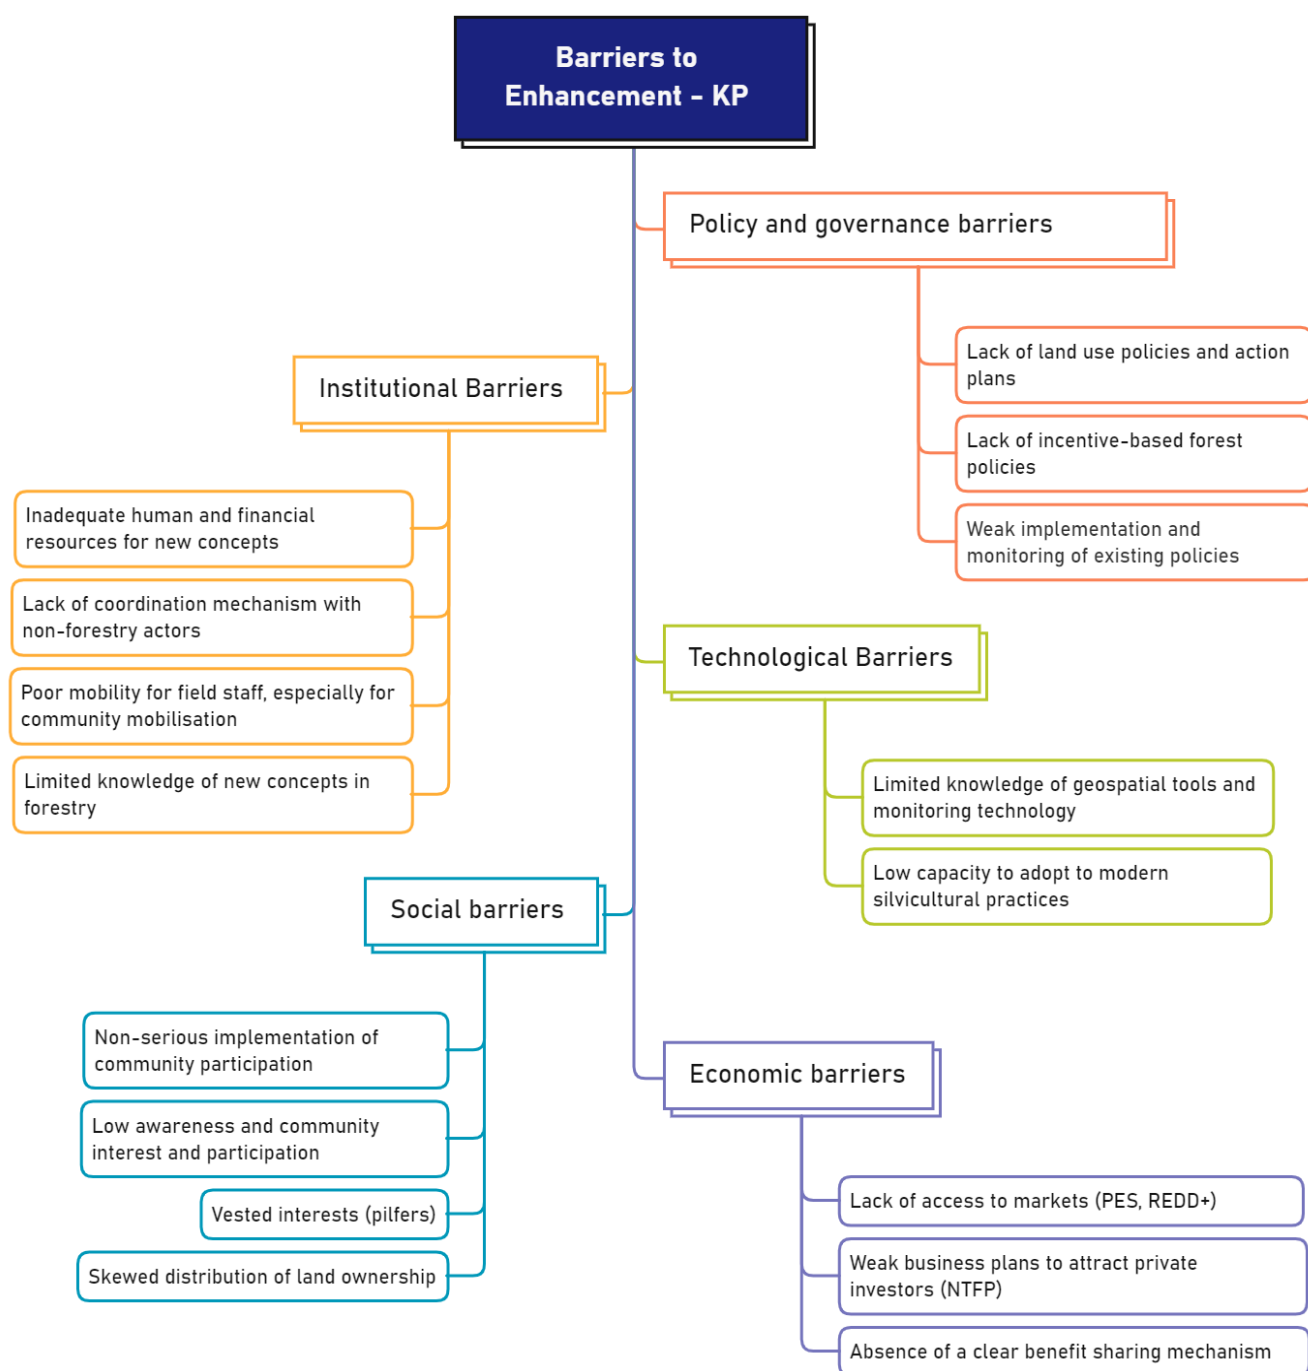 Barriers to
Enhancement - KP
Policy and governance barriers
Lack of land use policies and action
plans
Lack of incentive-based forest
policies
Weak implementation and
monitoring of existing policies
Institutional Barriers
Inadequate human and financial
resources for new concepts
Lack of coordination mechanism with
non-forestry actors
Poor mobility for field staff, especially for
community mobilisation
Limited knowledge of new concepts in
forestry
Technological Barriers
Limited knowledge of geospatial tools and
monitoring technology
Low capacity to adopt to modern
silvicultural practices
Social barriers
Non-serious implementation of
community participation
Low awareness and community
interest and participation
Vested interests (pilfers)
Skewed distribution of land ownership
Economic barriers
Lack of access to markets (PES, REDD+)
Weak business plans to attract private
investors (NTFP)
Absence of a clear benefit sharing mechanism